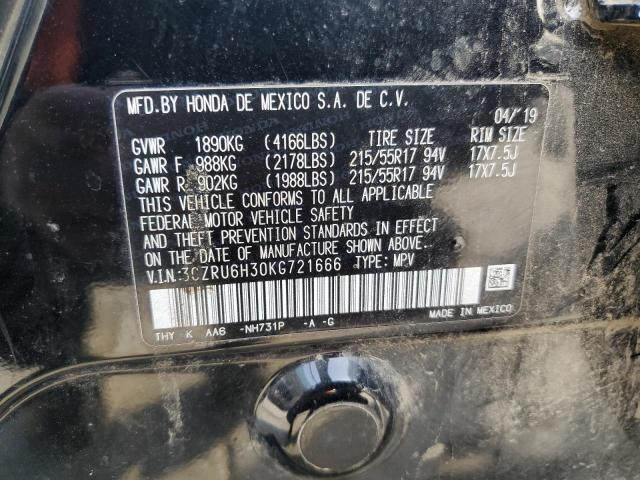 MFD.BY HONDA DE MEXICO S.A. DE C.V.
04/'19
GVWR 1890KG (4166LBS) TIRE SIZE RIM SIZE
GAWR F 988KG (2178LBS) 215/55R17 94V 17X7.5J
GAWR R 902KG (1988LBS) 215/55R17 94V 17X7.5J
THIS VEHICLE CONFORMS TO ALL APPLICABLE
FEDERAL MOTOR VEHICLE SAFETY
AND THEFT PREVENTION STANDARDS IN EFFECT
ON THE DATE OF MANUFACTURE SHOWN ABOVE.
V.I.N.:3CZRU6H30KG721666 TYPE: MPV
THY K AA6 -NH731P -A -G
MADE IN MEXICO